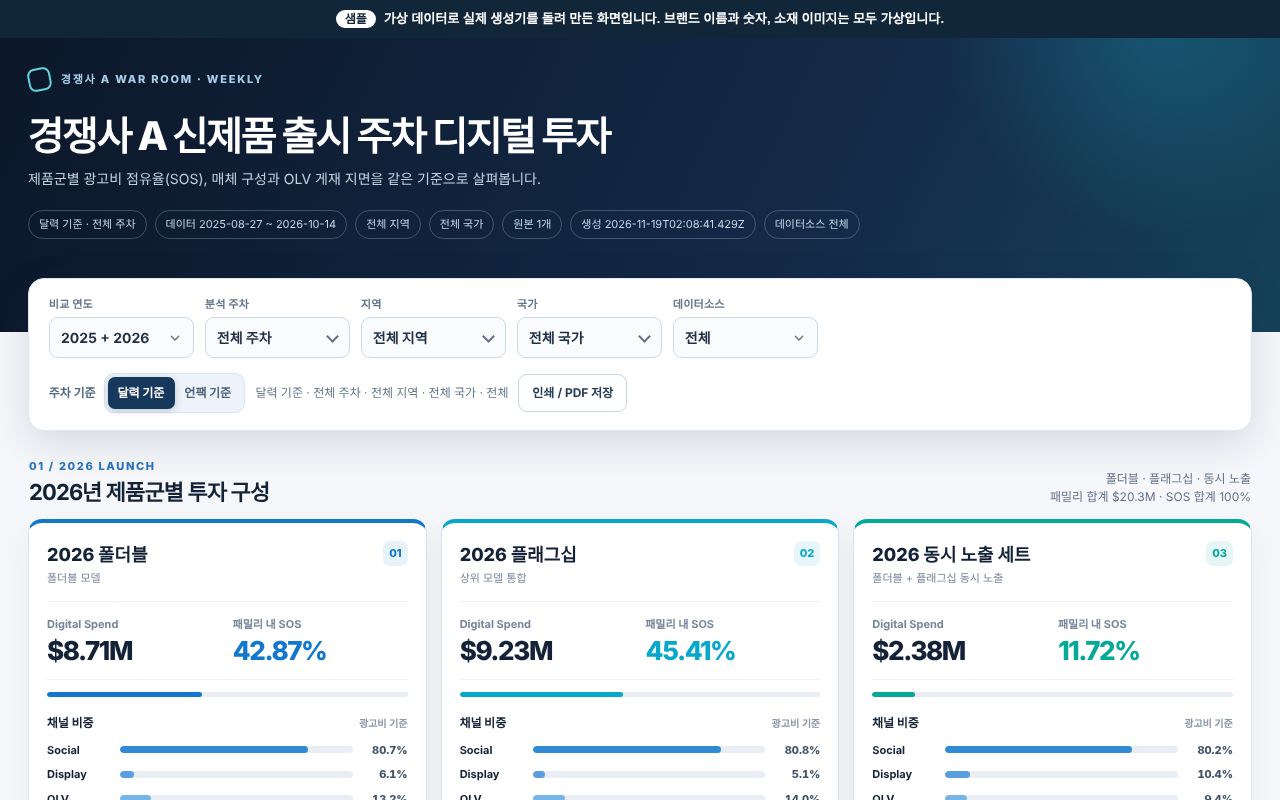 샘플 가상 데이터로 실제 생성기를 돌려 만든 화면입니다. 브랜드 이름과 숫자, 소재 이미지는 모두 가상입니다.
경쟁사 A WAR ROOM · WEEKLY
경쟁사 A 신제품 출시 주차 디지털 투자
제품군별 광고비 점유율(SOS), 매체 구성과 OLV 게재 지면을 같은 기준으로 살펴봅니다.
달력 기준 · 전체 주차 데이터 2025-08-27 ~ 2026-10-14 전체 지역 전체 국가 원본 1개 생성 2026-11-19T02:08:41.429Z 데이터소스 전체
비교 연도 분석 주차 지역 국가 데이터소스
2025 + 2026 전체 주차 전체 지역 전체 국가 전체
주차 기준 달력 기준 언팩 기준 달력 기준 · 전체 주차 · 전체 지역 · 전체 국가 · 전체 인쇄 / PDF 저장
01 / 2026 LAUNCH
2026년 제품군별 투자 구성
폴더블 · 플래그십 · 동시 노출
패밀리 합계 $20.3M · SOS 합계 100%
2026 폴더블 01
폴더블 모델
Digital Spend 패밀리 내 SOS
$8.71M 42.87%
채널 비중 광고비 기준
Social 80.7%
Display 6.1%
OLV 13.2%
2026 플래그십 02
상위 모델 통합
Digital Spend 패밀리 내 SOS
$9.23M 45.41%
채널 비중 광고비 기준
Social 80.8%
Display 5.1%
OLV 14.0%
2026 동시 노출 세트 03
폴더블 + 플래그십 동시 노출
Digital Spend 패밀리 내 SOS
$2.38M 11.72%
채널 비중 광고비 기준
Social 80.2%
Display 10.4%
OLV 9.4%